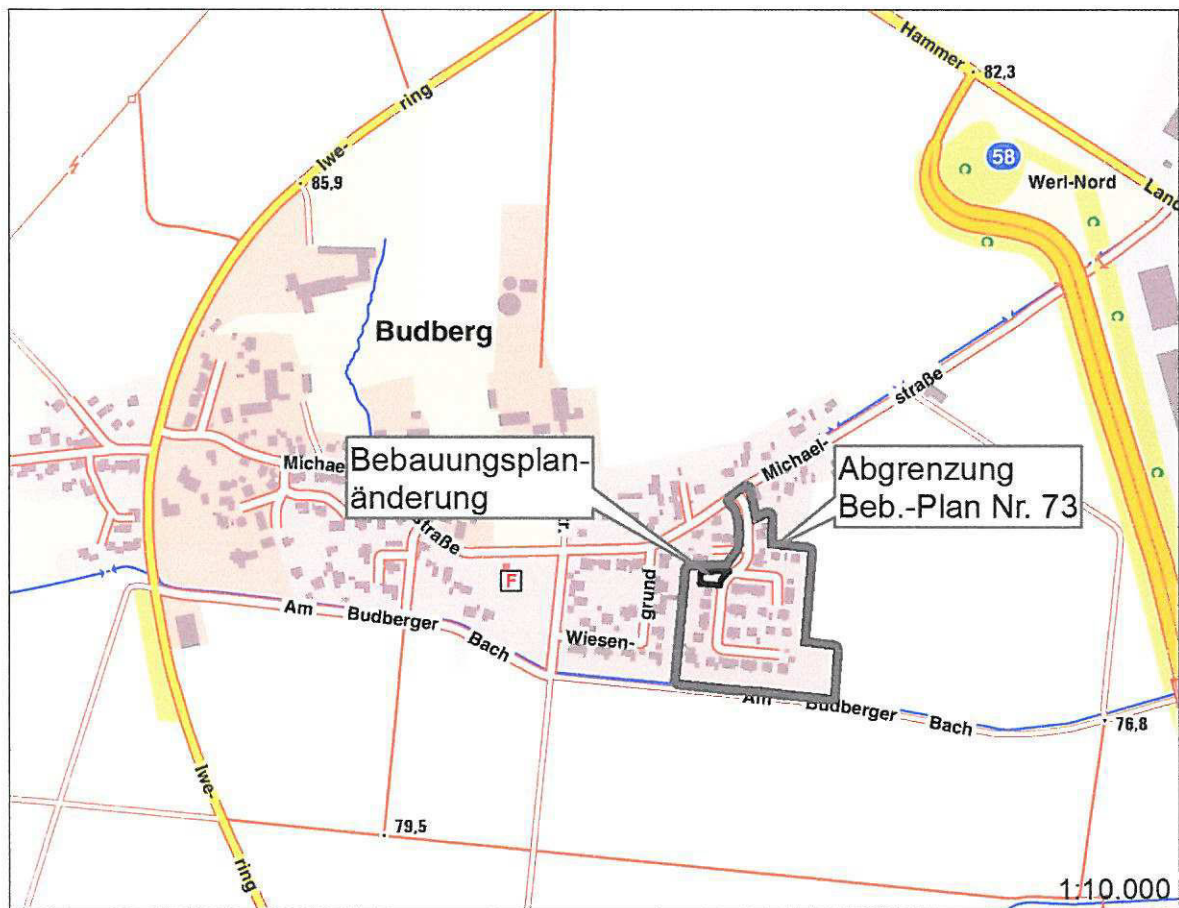 Hammer
82,3
Iwe-
ring
58
Werl-Nord
85,9
Budberg
straße
Michael-
Bebauungsplan-
änderung
Abgrenzung
Beb.-Plan Nr. 73
straße
F
grund
Wiesen-
Am Budberger Bach
Am Budberger Bach
76,8
Iwe-
ring
79,5
1:10.000